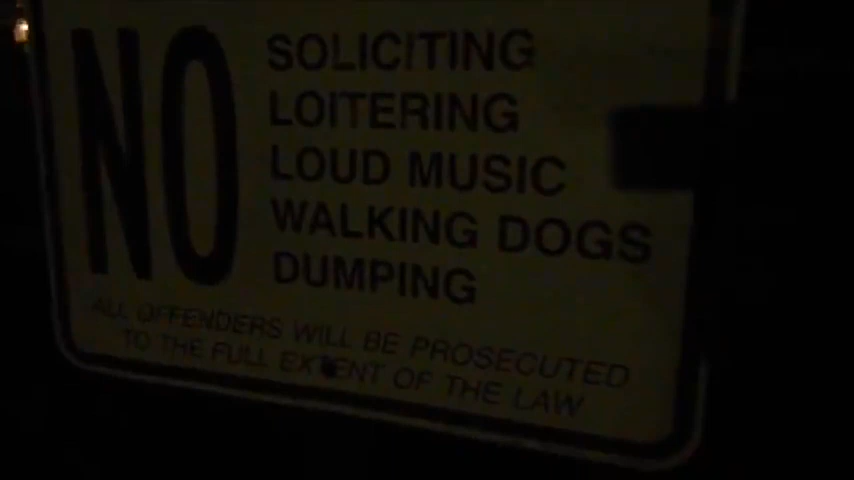 NO
SOLICITING
LOITERING
LOUD MUSIC
WALKING DOGS
DUMPING
ALL OFFENDERS WILL BE PROSECUTED
TO THE FULL EXTENT OF THE LAW